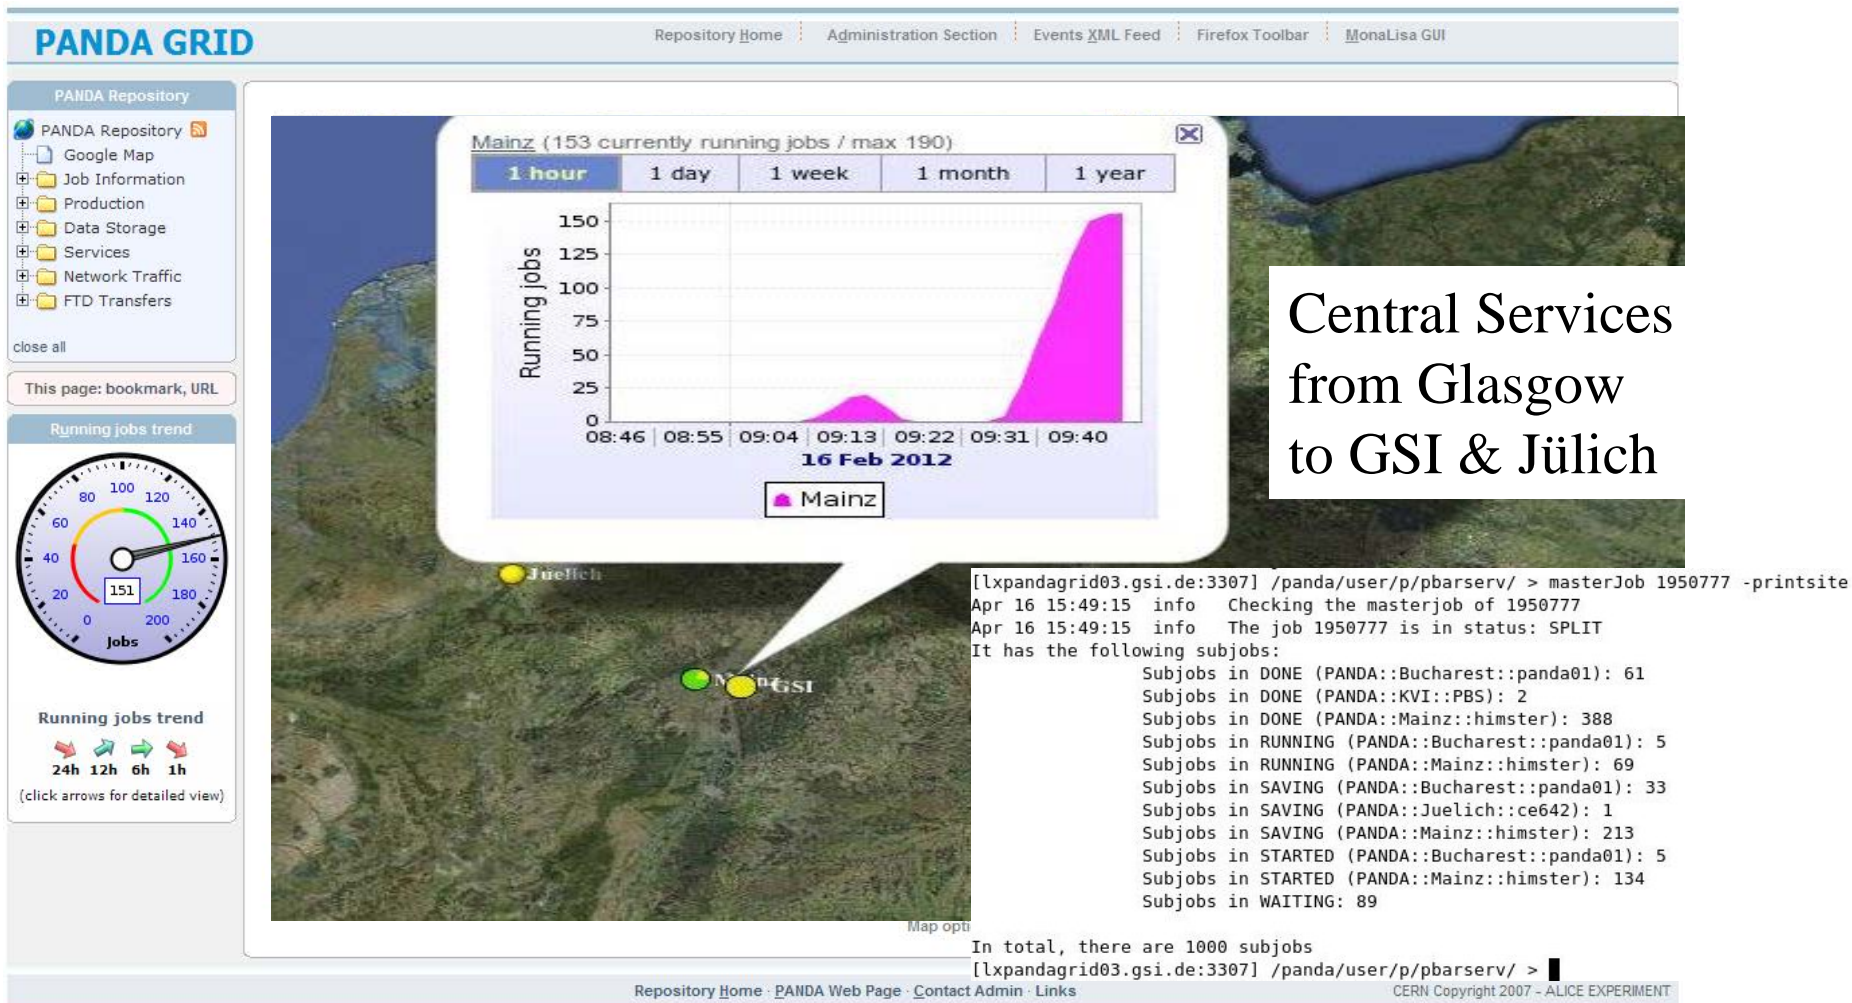 PANDA GRID
Repository Home
Administration Section
Events XML Feed
Firefox Toolbar
MonaLisa GUI
PANDA Repository
PANDA Repository
Google Map
Job Information
Production
Data Storage
Services
Network Traffic
FTD Transfers
close all
This page: bookmark, URL
Running jobs trend
80 100 120
60 140
40 160
20 151 180
0 200
Jobs
Running jobs trend
24h 12h 6h 1h
(click arrows for detailed view)
Mainz (153 currently running jobs / max 190)
1 hour 1 day 1 week 1 month 1 year
Running jobs
150
125
100
75
50
25
0
08:46 08:55 09:04 09:13 09:22 09:31 09:40
16 Feb 2012
Mainz
Central Services
from Glasgow
to GSI & Jülich
Juelich
GSI
[lxpandagrid03.gsi.de:3307] /panda/user/p/pbarserv/ > masterJob 1950777 -printsite
Apr 16 15:49:15 info Checking the masterjob of 1950777
Apr 16 15:49:15 info The job 1950777 is in status: SPLIT
It has the following subjobs:
Subjobs in DONE (PANDA::Bucharest::panda01): 61
Subjobs in DONE (PANDA::KVI::PBS): 2
Subjobs in DONE (PANDA::Mainz::himster): 388
Subjobs in RUNNING (PANDA::Bucharest::panda01): 5
Subjobs in RUNNING (PANDA::Mainz::himster): 69
Subjobs in SAVING (PANDA::Bucharest::panda01): 33
Subjobs in SAVING (PANDA::Juelich::ce642): 1
Subjobs in SAVING (PANDA::Mainz::himster): 213
Subjobs in STARTED (PANDA::Bucharest::panda01): 5
Subjobs in STARTED (PANDA::Mainz::himster): 134
Subjobs in WAITING: 89
In total, there are 1000 subjobs
[lxpandagrid03.gsi.de:3307] /panda/user/p/pbarserv/ >
Map opti
Repository Home · PANDA Web Page · Contact Admin · Links
CERN Copyright 2007 - ALICE EXPERIMENT